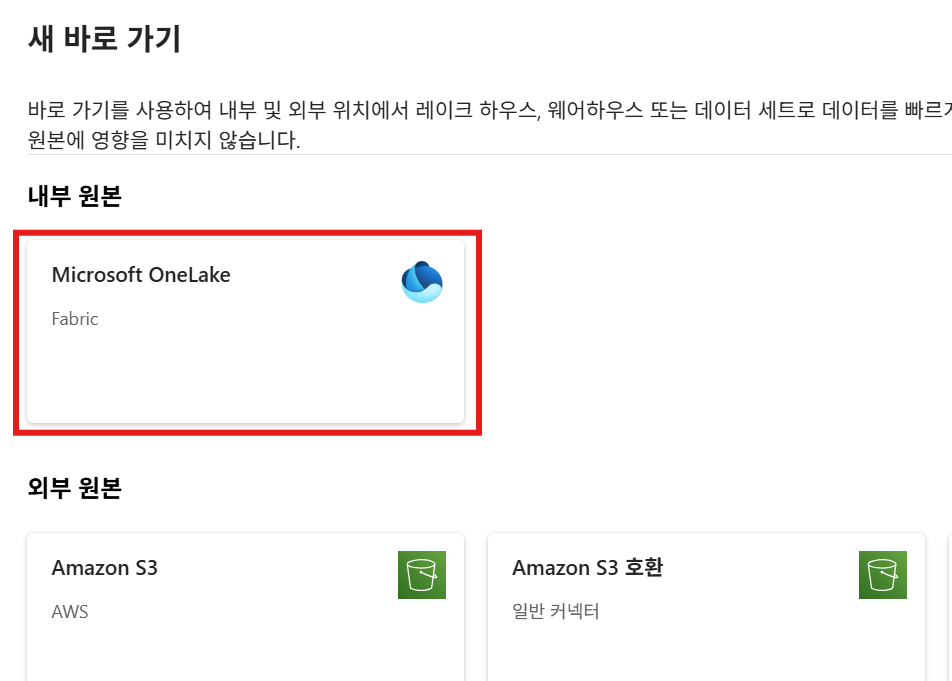 새 바로 가기
바로 가기를 사용하여 내부 및 외부 위치에서 레이크 하우스, 웨어하우스 또는 데이터 세트로 데이터를
원본에 영향을 미치지 않습니다.
내부 원본
Microsoft OneLake
Fabric
외부 원본
Amazon S3
AWS
Amazon S3 호환
일반 커넥터